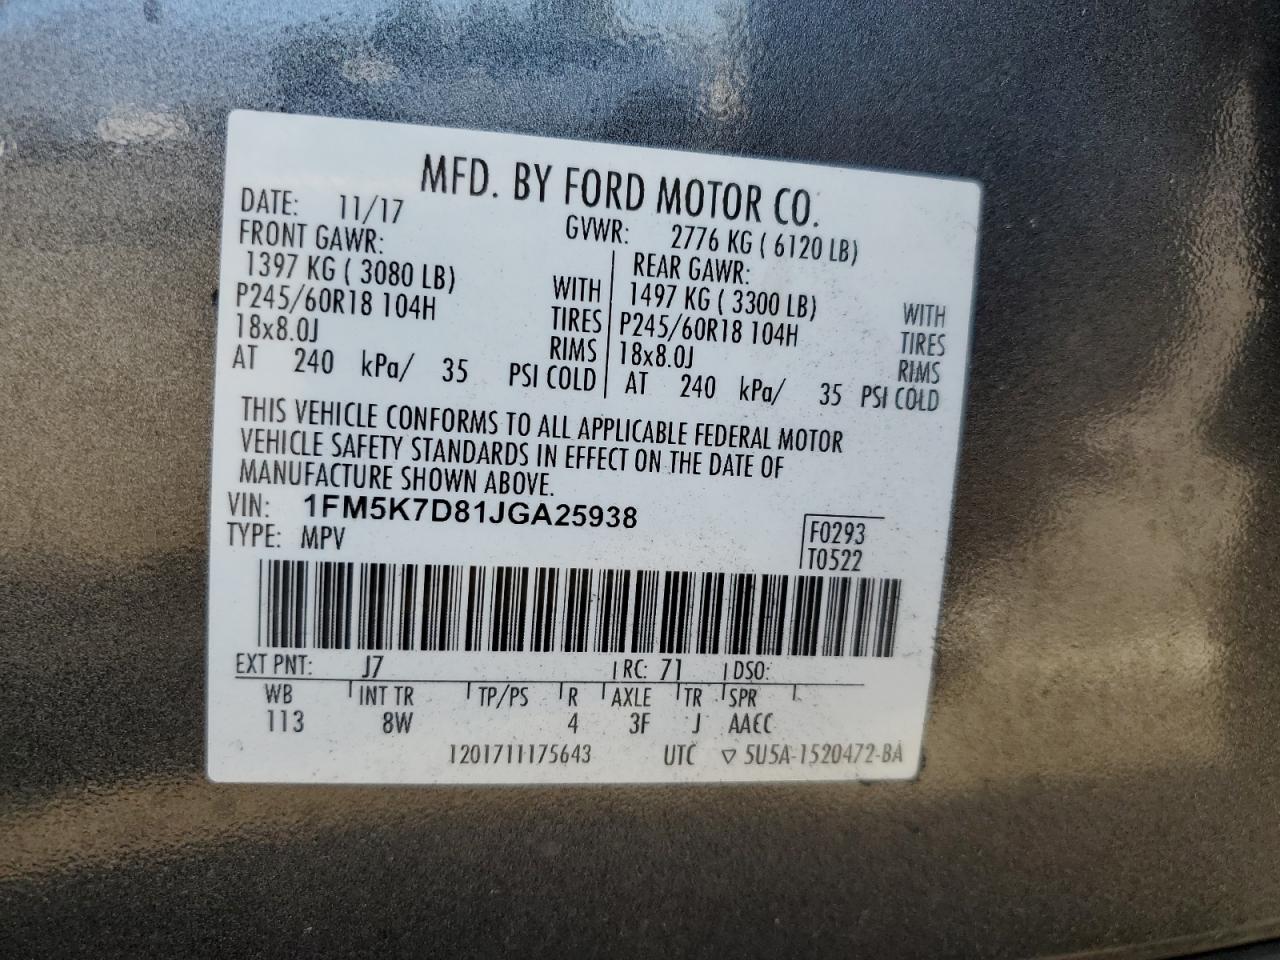 MFD. BY FORD MOTOR CO.
DATE: 11/17 GVWR: 2776 KG ( 6120 LB)
FRONT GAWR: REAR GAWR:
1397 KG ( 3080 LB) WITH 1497 KG ( 3300 LB) WITH
P245/60R18 104H TIRES P245/60R18 104H TIRES
18x8.0J RIMS 18x8.0J RIMS
AT 240 kPa/ 35 PSI COLD AT 240 kPa/ 35 PSI COLD
THIS VEHICLE CONFORMS TO ALL APPLICABLE FEDERAL MOTOR
VEHICLE SAFETY STANDARDS IN EFFECT ON THE DATE OF
MANUFACTURE SHOWN ABOVE.
VIN: 1FM5K7D81JGA25938
TYPE: MPV
F0293
T0522
EXT PNT: J7 RC: 71 DSO:
WB INT TR TP/PS R AXLE TR SPR
113 8W 4 3F J AACC
1201711175643 UTC ▽ 5U5A-1520472-BA